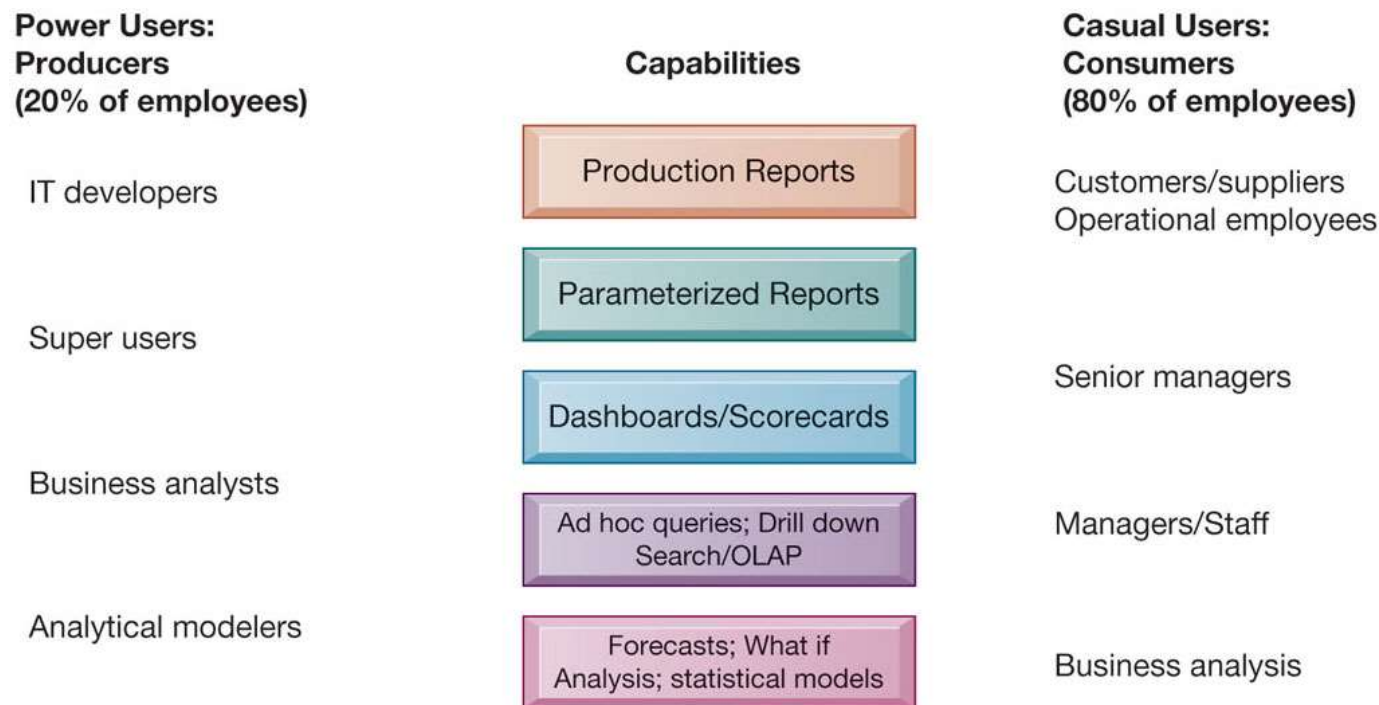 Power Users:
Producers
(20% of employees)
IT developers
Super users
Business analysts
Analytical modelers
Capabilities
Production Reports
Parameterized Reports
Dashboards/Scorecards
Ad hoc queries; Drill down
Search/OLAP
Forecasts; What if
Analysis; statistical models
Casual Users:
Consumers
(80% of employees)
Customers/suppliers
Operational employees
Senior managers
Managers/Staff
Business analysis